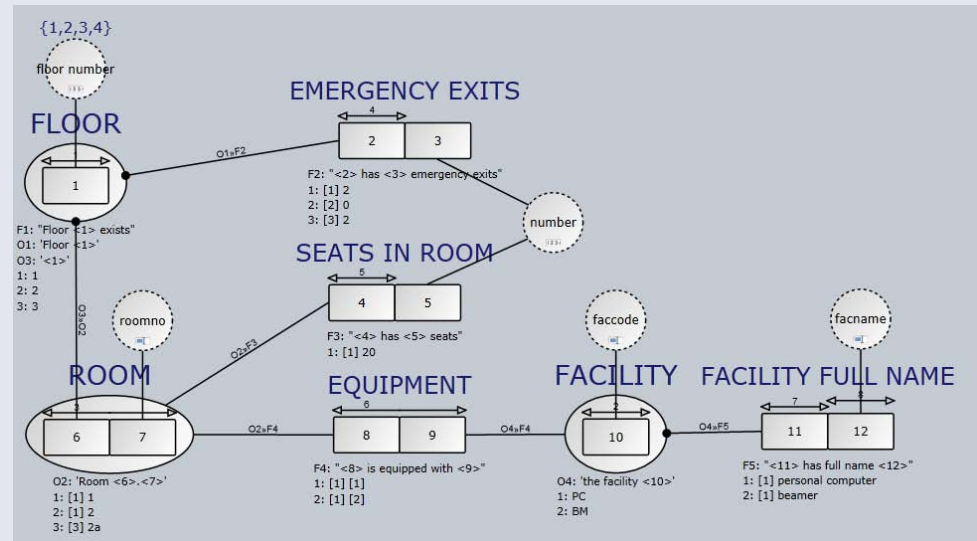 {1,2,3,4}
floor number
FLOOR
1
1
F1: "Floor <1> exists"
O1: 'Floor <1>'
O3: '<1>'
1: 1
2: 2
3: 3
O1»F2
EMERGENCY EXITS
4
2 3
F2: "<2> has <3> emergency exits"
1: [1] 2
2: [2] 0
3: [3] 2
number
SEATS IN ROOM
5
4 5
F3: "<4> has <5> seats"
1: [1] 20
O3»O2
roomno
O2»F3
ROOM
3
6 7
O2: 'Room <6>.<7>'
1: [1] 1
2: [1] 2
3: [3] 2a
O2»F4
EQUIPMENT
6
8 9
F4: "<8> is equipped with <9>"
1: [1] [1]
2: [1] [2]
O4»F4
faccode
FACILITY
2
10
O4: 'the facility <10>'
1: PC
2: BM
O4»F5
facname
FACILITY FULL NAME
7 8
11 12
F5: "<11> has full name <12>"
1: [1] personal computer
2: [1] beamer